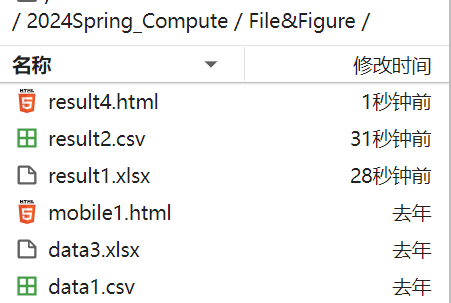 / 2024Spring_Compute / File&Figure /
名称 修改时间
result4.html 1秒钟前
result2.csv 31秒钟前
result1.xlsx 28秒钟前
mobile1.html 去年
data3.xlsx 去年
data1.csv 去年